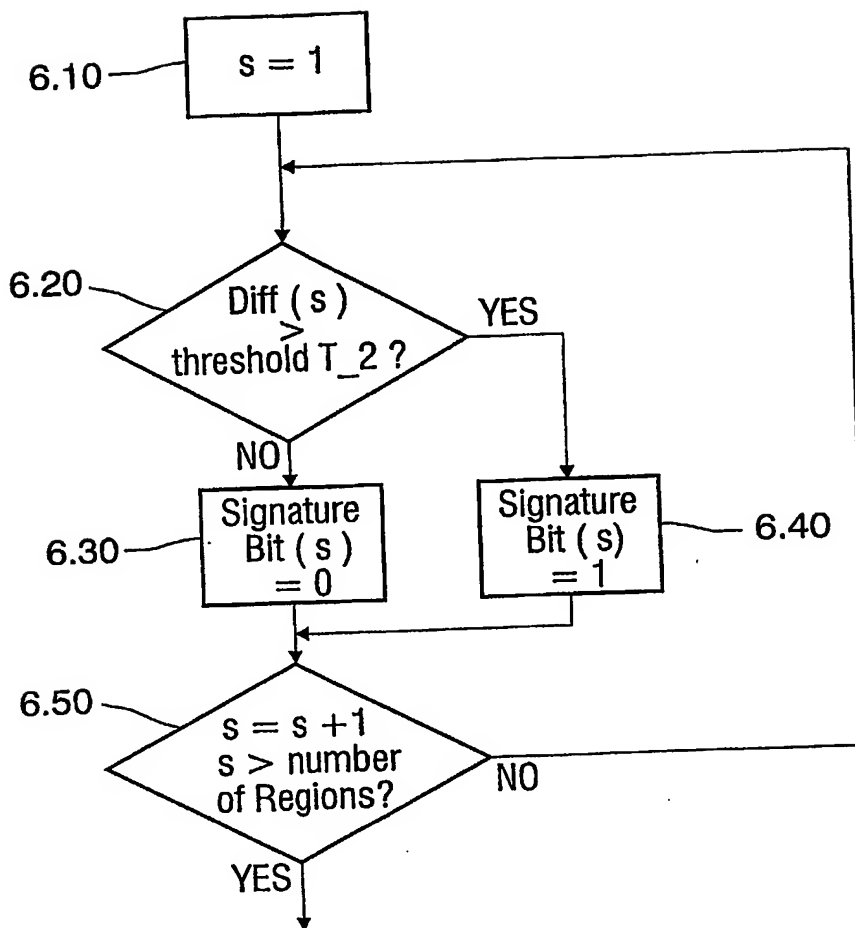 6.10
s = 1
6.20
Diff ( s )
>
threshold T_2 ?
YES
NO
6.30
Signature
Bit ( s )
= 0
Signature
Bit ( s)
= 1
6.40
6.50
s = s +1
s > number
of Regions?
NO
YES